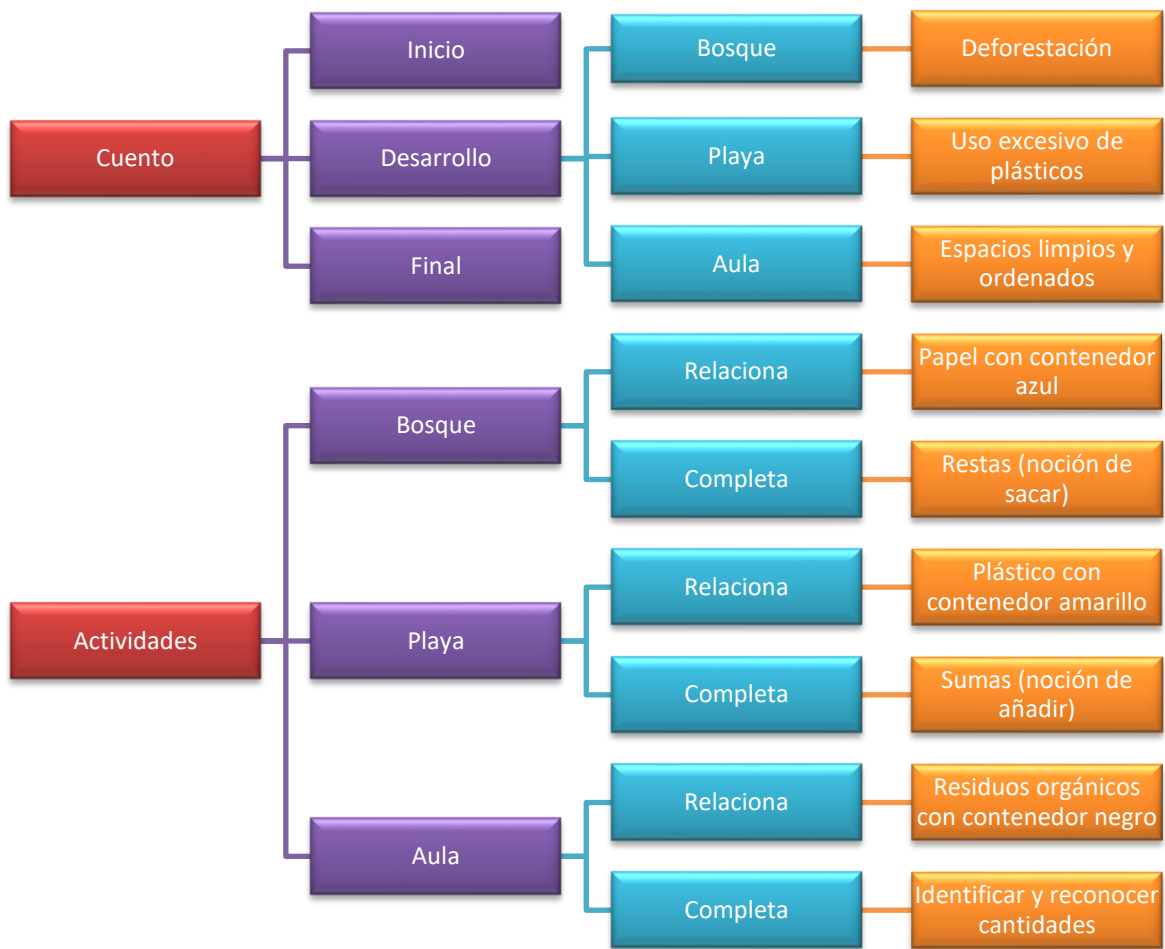 Cuento
Inicio
Desarrollo
Final
Bosque
Deforestación
Playa
Uso excesivo de
plásticos
Aula
Espacios limpios y
ordenados
Actividades
Bosque
Relaciona
Papel con contenedor
azul
Completa
Restas (noción de
sacar)
Playa
Relaciona
Plástico con
contenedor amarillo
Completa
Sumas (noción de
añadir)
Aula
Relaciona
Residuos orgánicos
con contenedor negro
Completa
Identificar y reconocer
cantidades